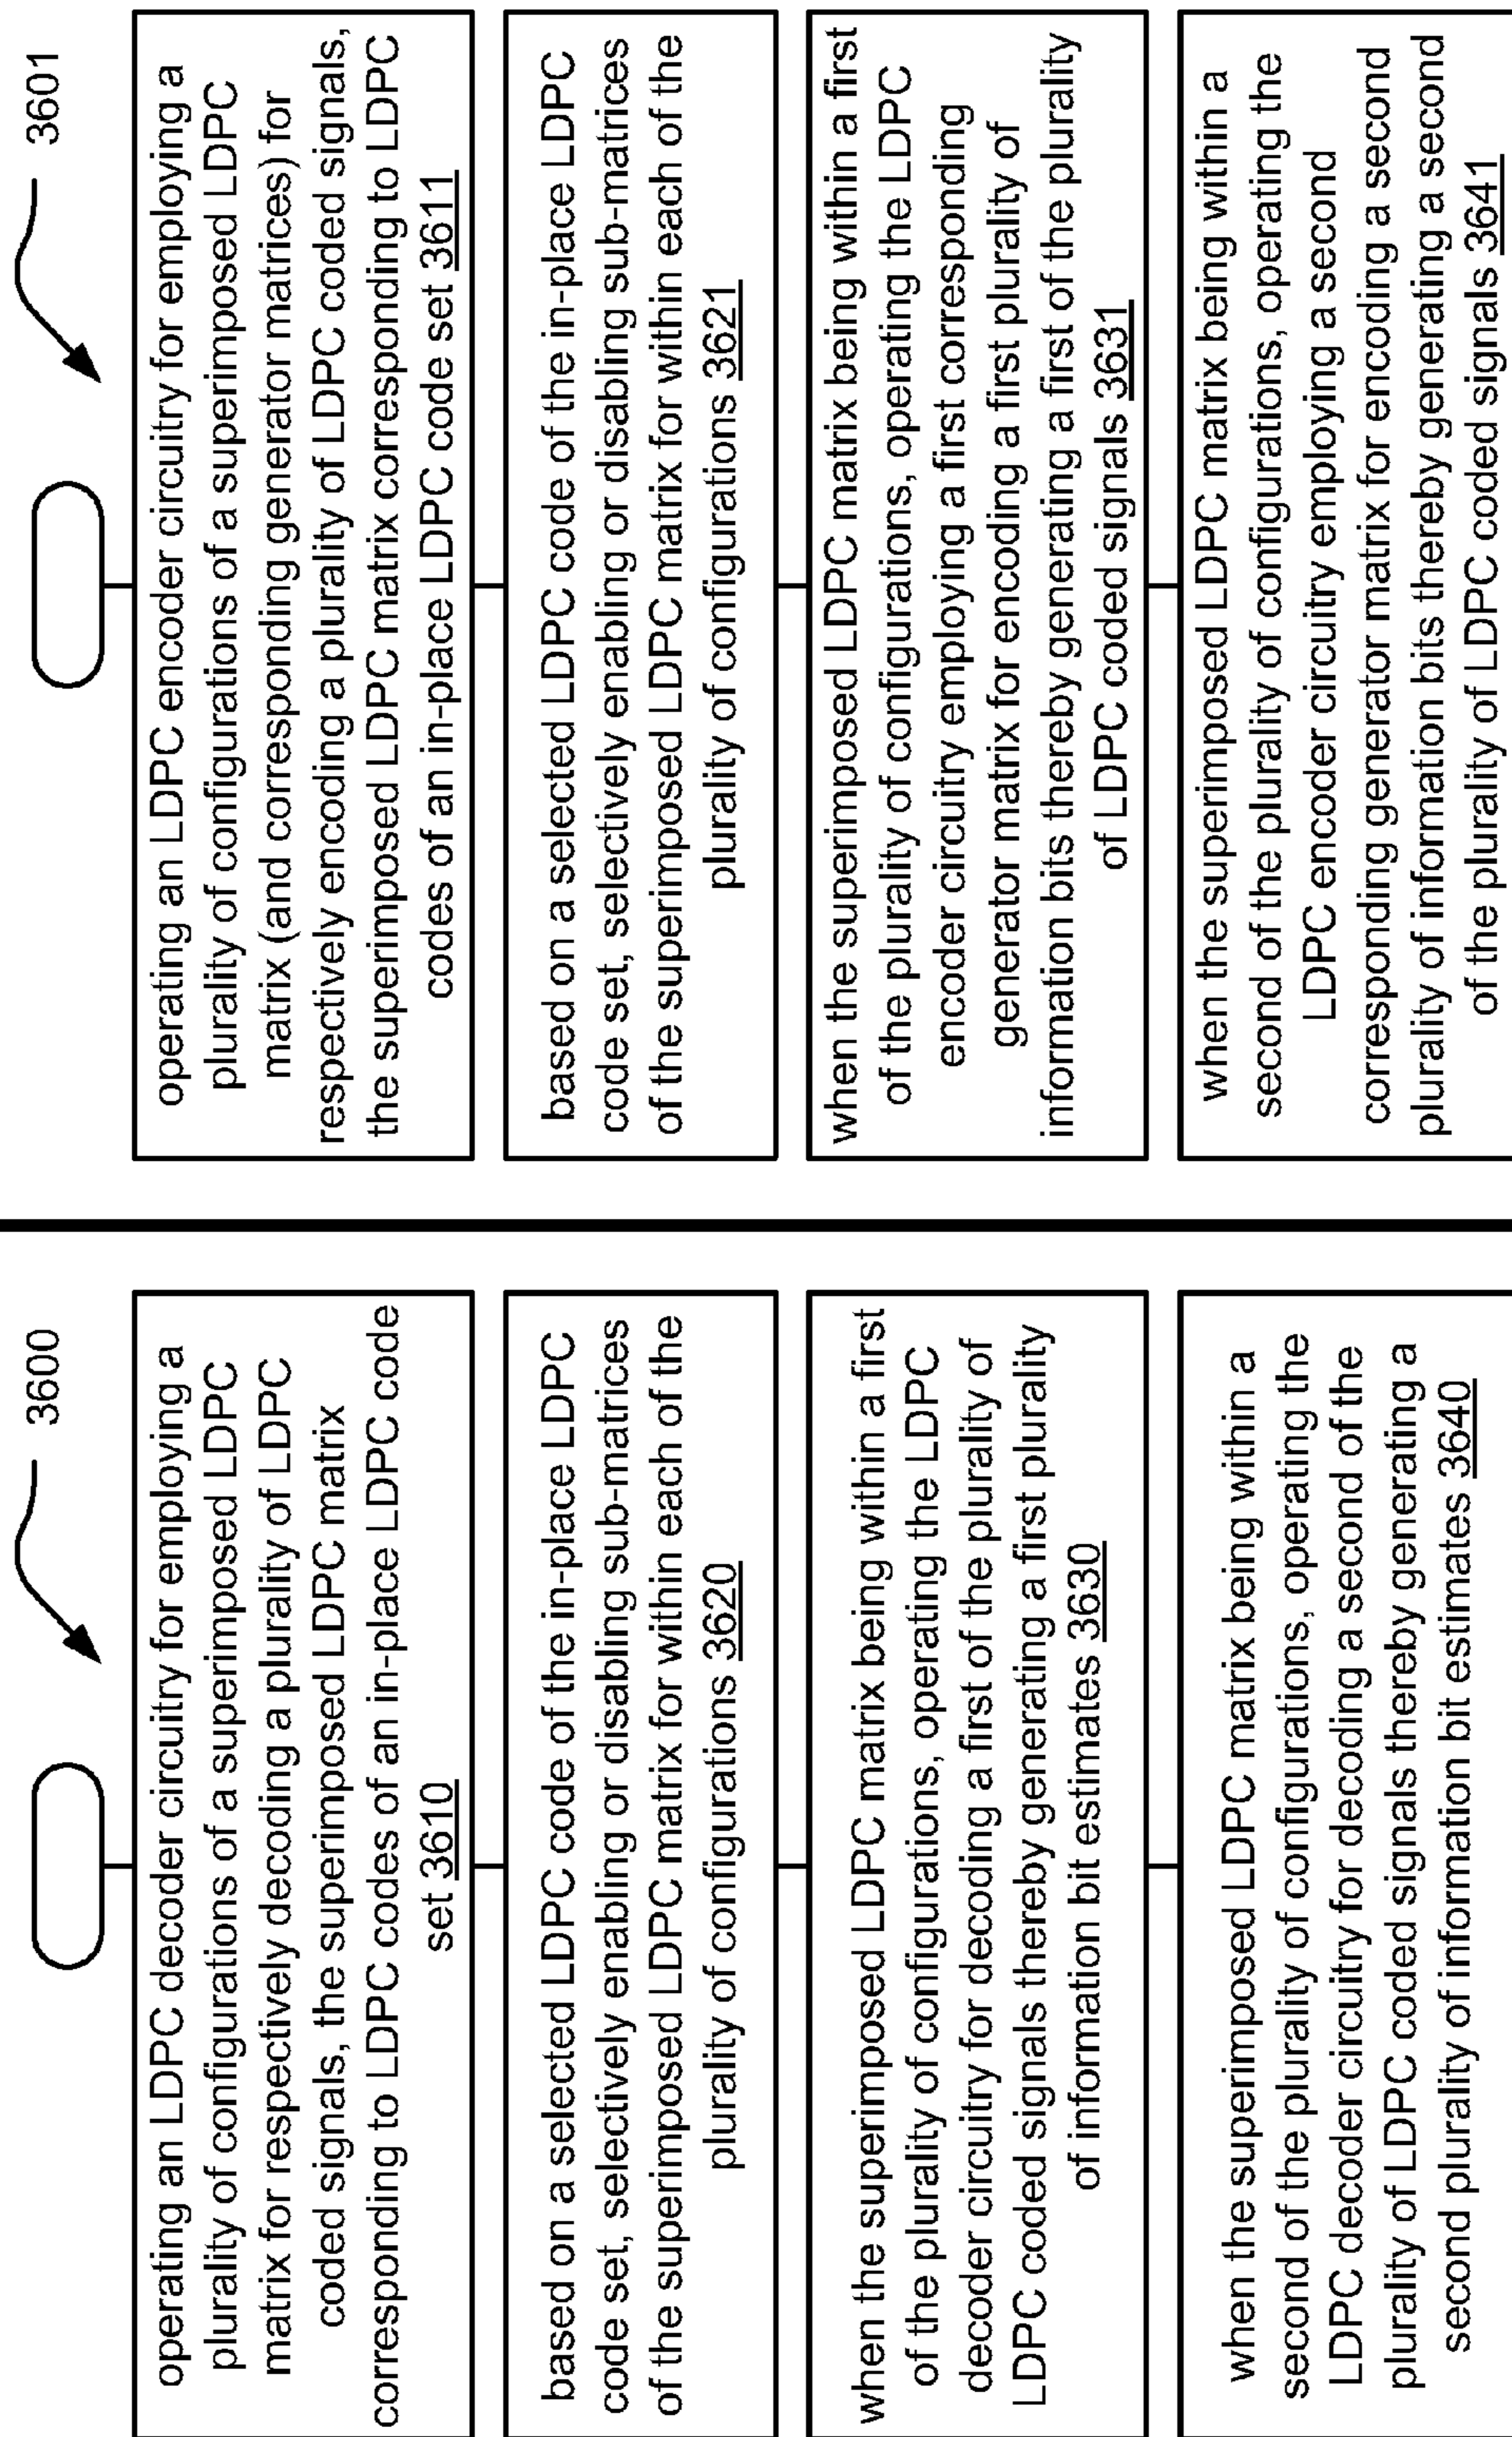 3600
operating an LDPC decoder circuitry for employing a
plurality of configurations of a superimposed LDPC
matrix for respectively decoding a plurality of LDPC
coded signals, the superimposed LDPC matrix
corresponding to LDPC codes of an in-place LDPC code
set 3610
based on a selected LDPC code of the in-place LDPC
code set, selectively enabling or disabling sub-matrices
of the superimposed LDPC matrix for within each of the
plurality of configurations 3620
when the superimposed LDPC matrix being within a first
of the plurality of configurations, operating the LDPC
decoder circuitry for decoding a first of the plurality of
LDPC coded signals thereby generating a first plurality
of information bit estimates 3630
when the superimposed LDPC matrix being within a
second of the plurality of configurations, operating the
LDPC decoder circuitry for decoding a second of the
plurality of LDPC coded signals thereby generating a
second plurality of information bit estimates 3640
3601
operating an LDPC encoder circuitry for employing a
plurality of configurations of a superimposed LDPC
matrix (and corresponding generator matrices) for
respectively encoding a plurality of LDPC coded signals,
the superimposed LDPC matrix corresponding to LDPC
codes of an in-place LDPC code set 3611
based on a selected LDPC code of the in-place LDPC
code set, selectively enabling or disabling sub-matrices
of the superimposed LDPC matrix for within each of the
plurality of configurations 3621
when the superimposed LDPC matrix being within a first
of the plurality of configurations, operating the LDPC
encoder circuitry employing a first corresponding
generator matrix for encoding a first plurality of
information bits thereby generating a first of the plurality
of LDPC coded signals 3631
when the superimposed LDPC matrix being within a
second of the plurality of configurations, operating the
LDPC encoder circuitry employing a second
corresponding generator matrix for encoding a second
plurality of information bits thereby generating a second
of the plurality of LDPC coded signals 3641